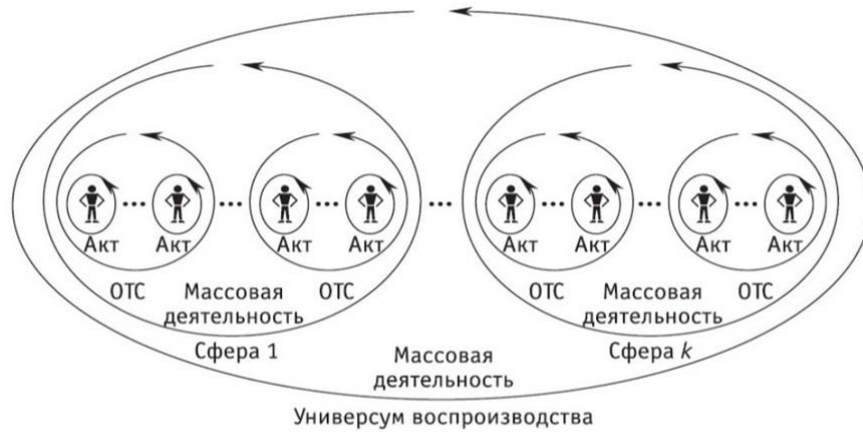 ... ... ... ... ... ... ...
Акт Акт Акт Акт Акт Акт Акт Акт
ОТС Массовая ОТС ОТС Массовая ОТС
деятельность деятельность
Сфера 1 Массовая Сфера k
деятельность
Универсум воспроизводства